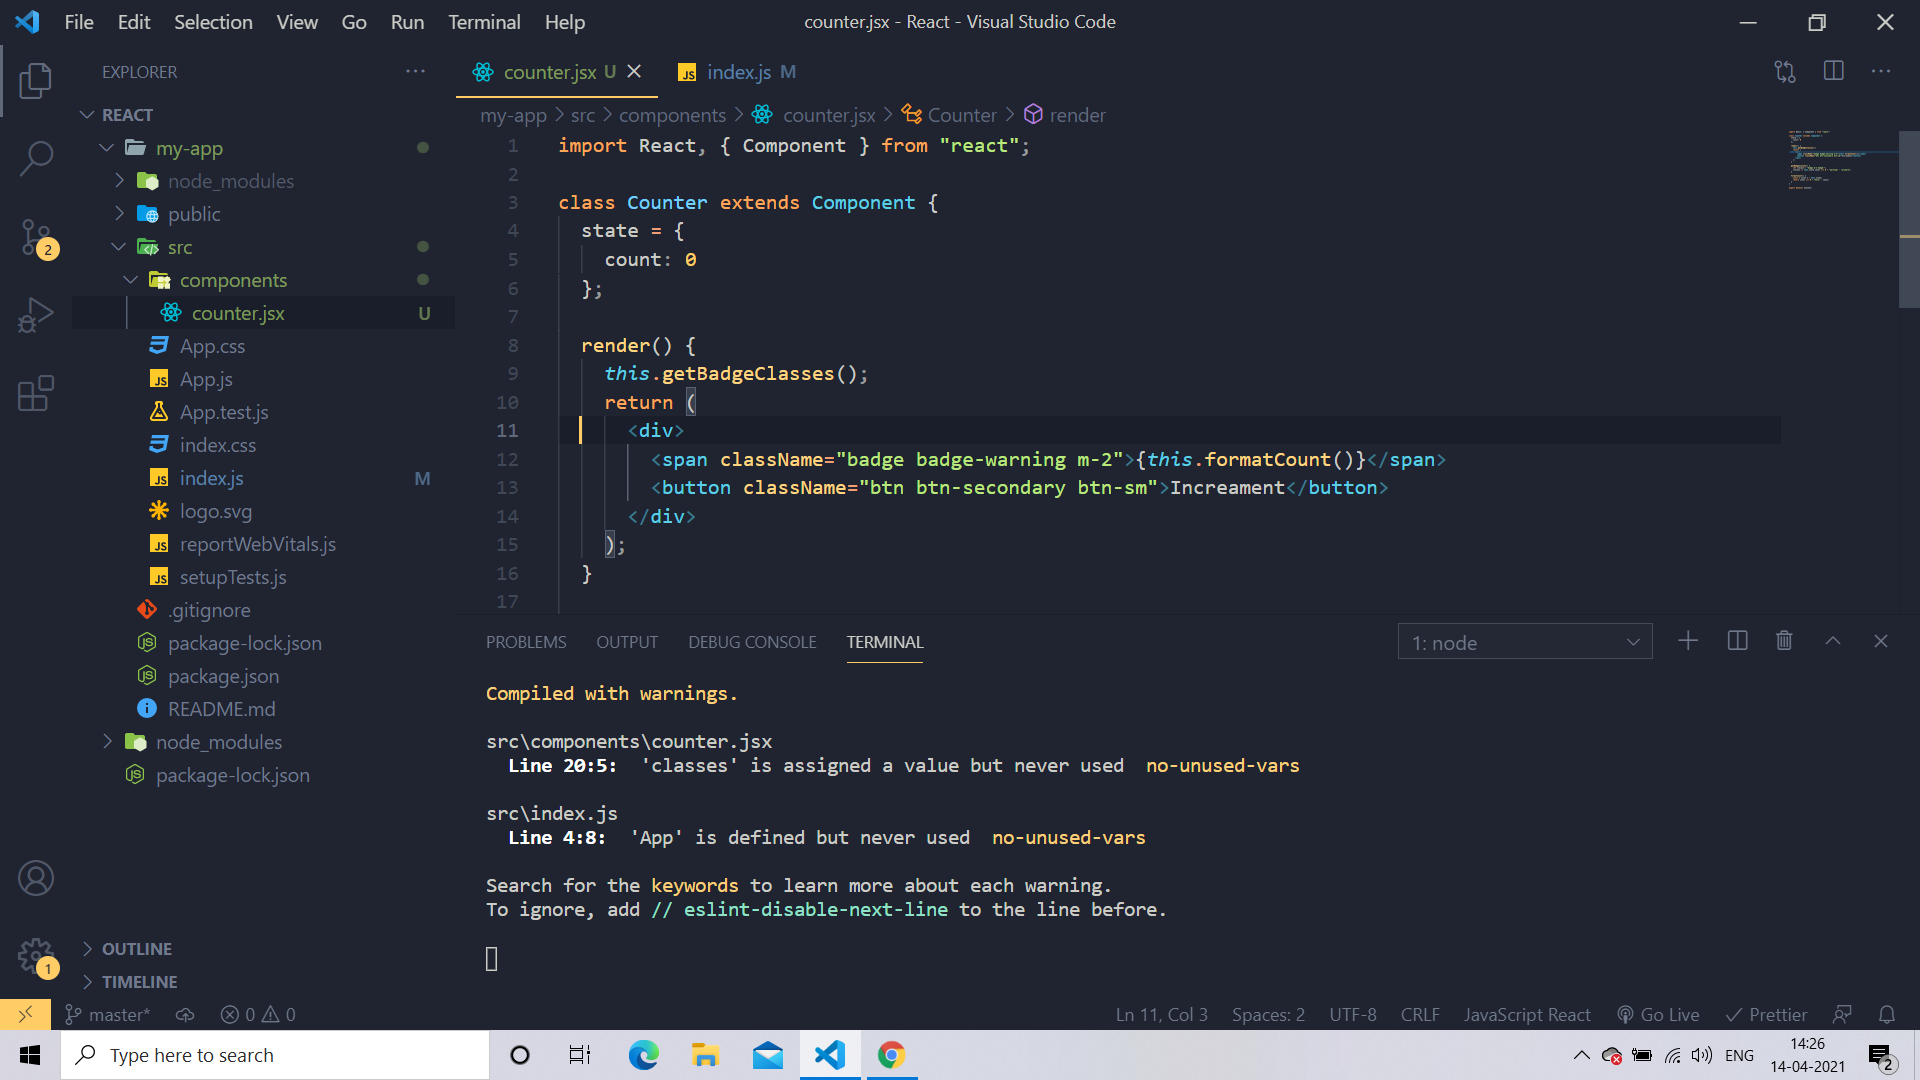 File Edit Selection View Go Run Terminal Help
counter.jsx - React - Visual Studio Code
EXPLORER
REACT
my-app
node_modules
public
src
components
counter.jsx U
App.css
App.js
App.test.js
index.css
index.js M
logo.svg
reportWebVitals.js
setupTests.js
.gitignore
package-lock.json
package.json
README.md
node_modules
package-lock.json
OUTLINE
TIMELINE
2
1
counter.jsx U
index.js M
my-app > src > components > counter.jsx > Counter > render
1 import React, { Component } from "react";
2
3 class Counter extends Component {
4 state = {
5 count: 0
6 };
7
8 render() {
9 this.getBadgeClasses();
10 return (
11 <div>
12 <span className="badge badge-warning m-2">{this.formatCount()}</span>
13 <button className="btn btn-secondary btn-sm">Increament</button>
14 </div>
15 );
16 }
17
PROBLEMS OUTPUT DEBUG CONSOLE TERMINAL
1: node
Compiled with warnings.
src\components\counter.jsx
Line 20:5: 'classes' is assigned a value but never used no-unused-vars
src\index.js
Line 4:8: 'App' is defined but never used no-unused-vars
Search for the keywords to learn more about each warning.
To ignore, add // eslint-disable-next-line to the line before.
master* 0 0
Ln 11, Col 3 Spaces: 2 UTF-8 CRLF JavaScript React Go Live Prettier
Type here to search
ENG
14:26
14-04-2021
2